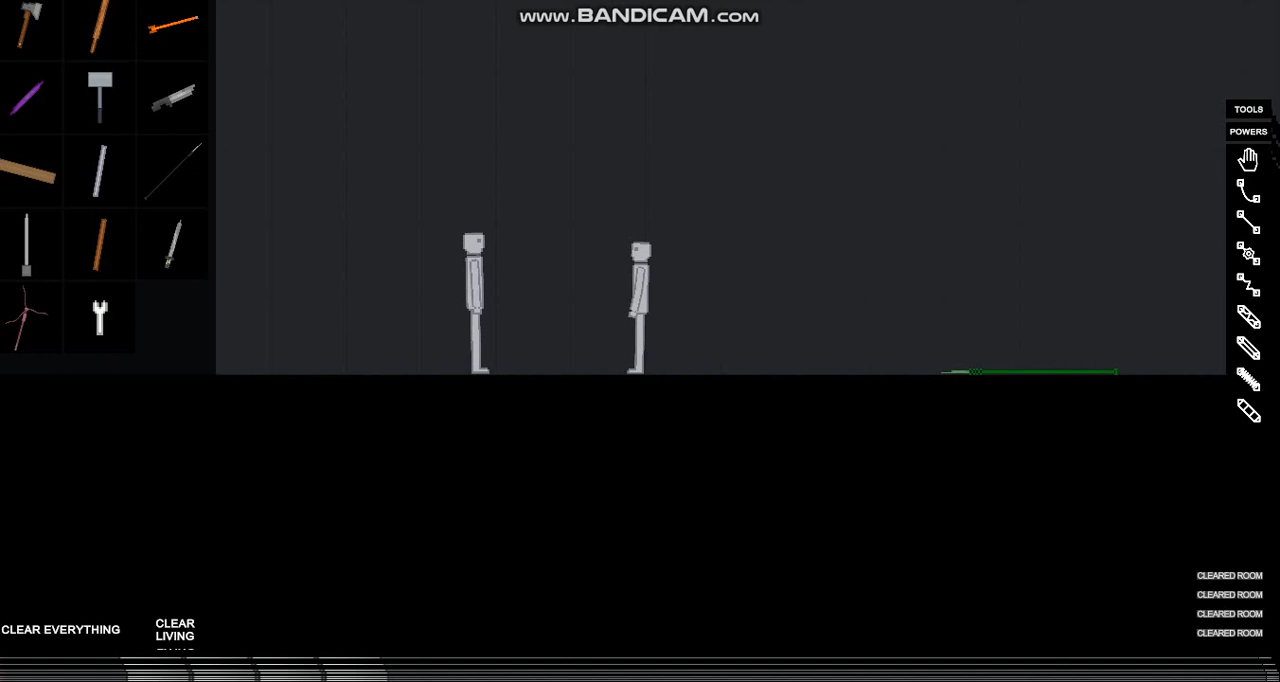 www.BANDICAM.com
TOOLS
POWERS
CLEARED ROOM
CLEARED ROOM
CLEARED ROOM
CLEARED ROOM
CLEAR EVERYTHING
CLEAR
LIVING